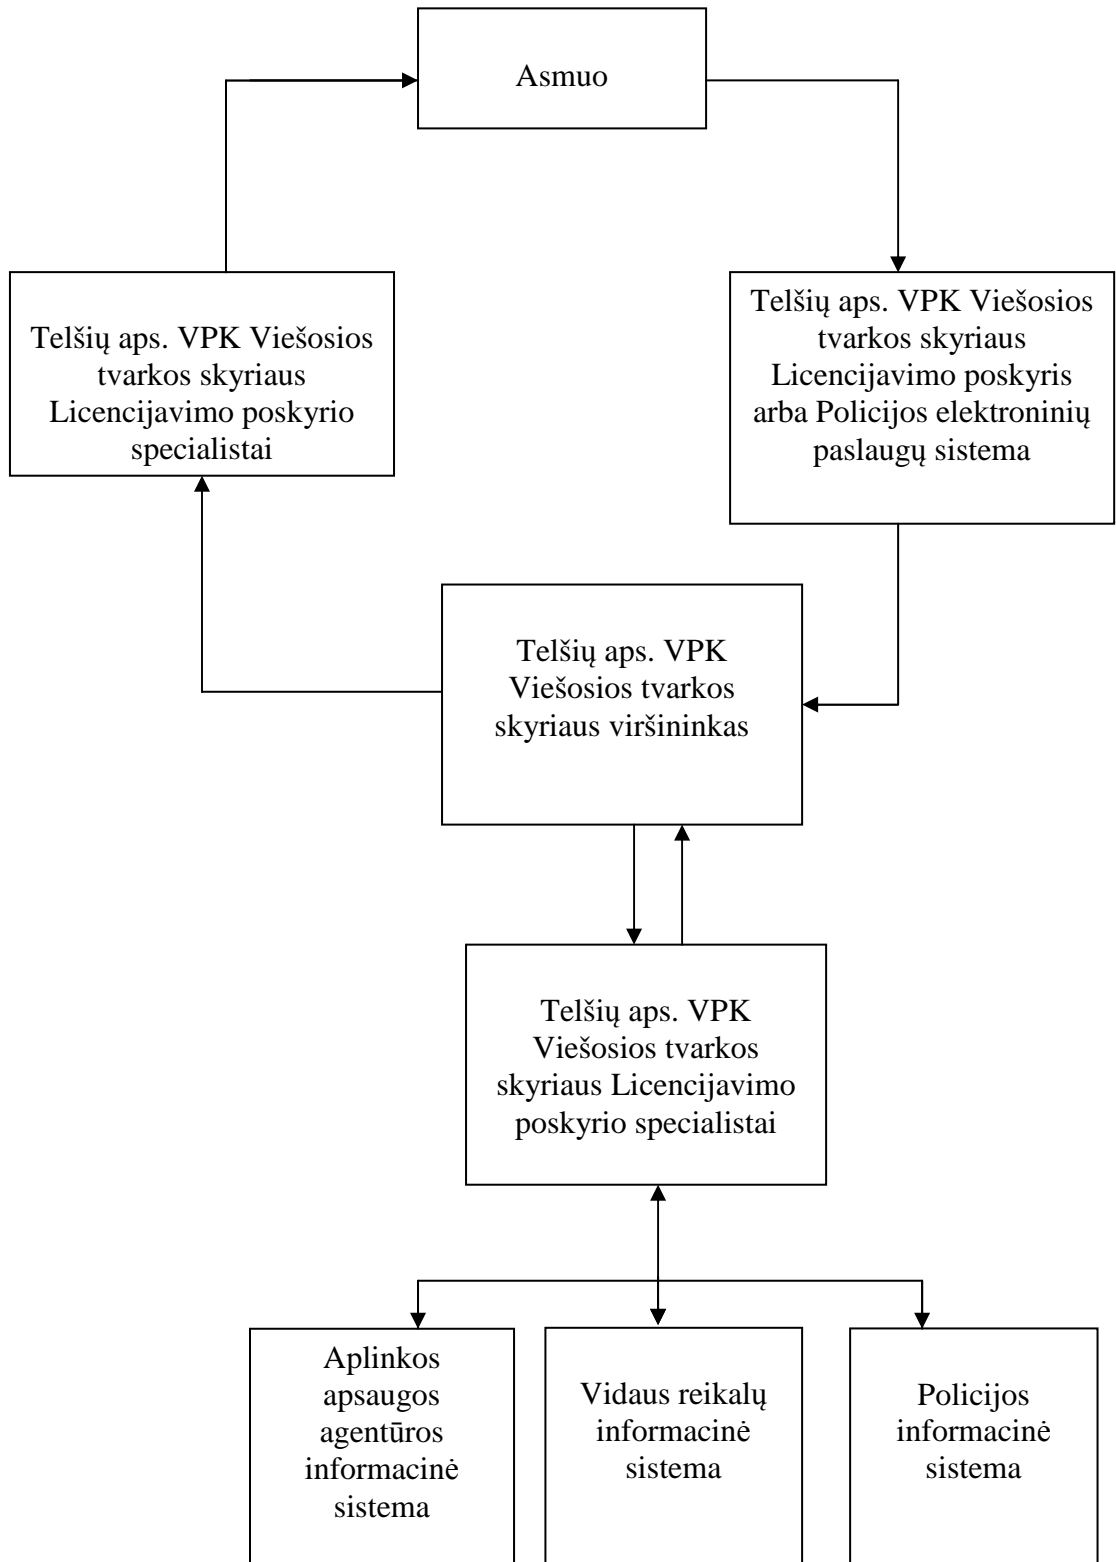 Asmuo
Telšių aps. VPK Viešosios
tvarkos skyriaus
Licencijavimo poskyrio
specialistai
Telšių aps. VPK Viešosios
tvarkos skyriaus
Licencijavimo poskyris
arba Policijos elektroninių
paslaugų sistema
Telšių aps. VPK
Viešosios tvarkos
skyriaus viršininkas
Telšių aps. VPK
Viešosios tvarkos
skyriaus Licencijavimo
poskyrio specialistai
Aplinkos
apsaugos
agentūros
informacinė
sistema
Vidaus reikalų
informacinė
sistema
Policijos
informacinė
sistema